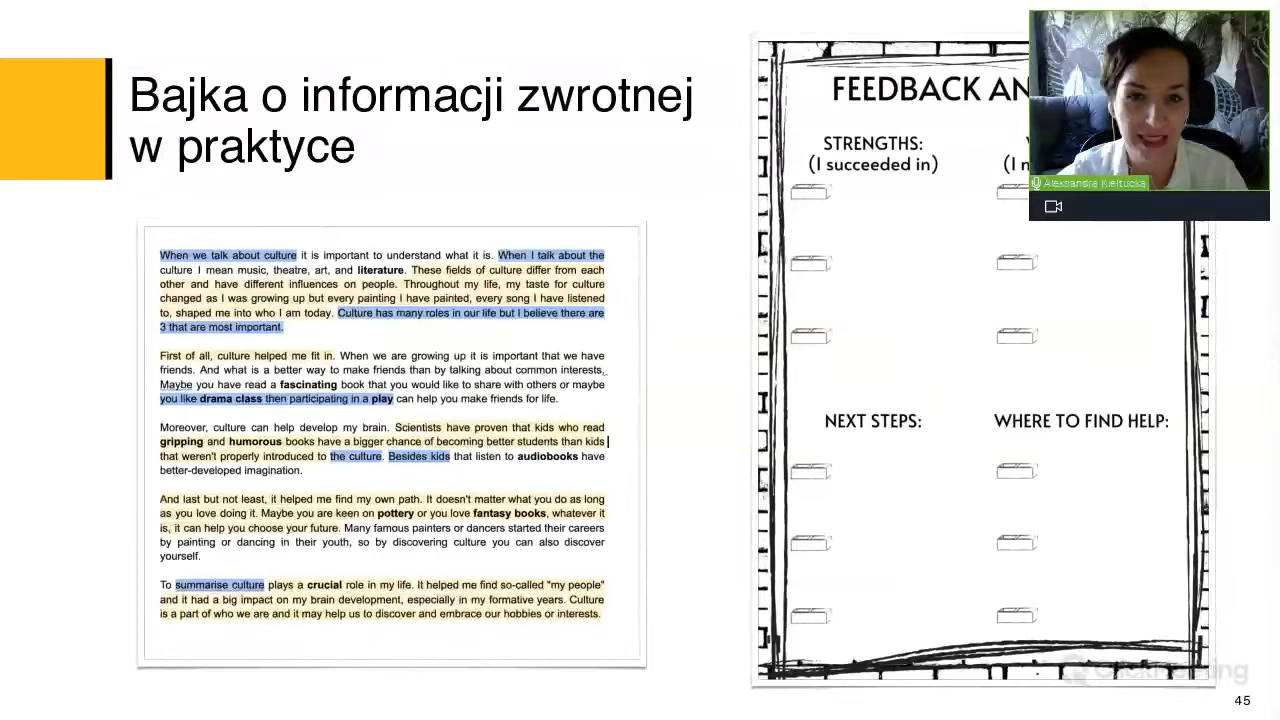 Bajka o informacji zwrotnej
w praktyce
When we talk about culture it is important to understand what it is. When I talk about the
culture I mean music, theatre, art, and literature. These fields of culture differ from each
other and have different influences on people. Throughout my life, my taste for culture
changed as I was growing up but every painting I have painted, every song I have listened
to, shaped me into who I am today. Culture has many roles in our life but I believe there are
3 that are most important.
First of all, culture helped me fit in. When we are growing up it is important that we have
friends. And what is a better way to make friends than by talking about common interests,.
Maybe you have read a fascinating book that you would like to share with others or maybe
you like drama class then participating in a play can help you make friends for life.
Moreover, culture can help develop my brain. Scientists have proven that kids who read
gripping and humorous books have a bigger chance of becoming better students than kids
that weren't properly introduced to the culture. Besides kids that listen to audiobooks have
better-developed imagination.
And last but not least, it helped me find my own path. It doesn't matter what you do as long
as you love doing it. Maybe you are keen on pottery or you love fantasy books, whatever it
is, it can help you choose your future. Many famous painters or dancers started their careers
by painting or dancing in their youth, so by discovering culture you can also discover
yourself.
To summarise culture plays a crucial role in my life. It helped me find so-called "my people"
and it had a big impact on my brain development, especially in my formative years. Culture
is a part of who we are and it may help us to discover and embrace our hobbies or interests.
FEEDBACK AN
STRENGTHS:
(I succeeded in)
(I
NEXT STEPS:
WHERE TO FIND HELP:
Aleksandra Kiełtucka
ClickMeeting
45